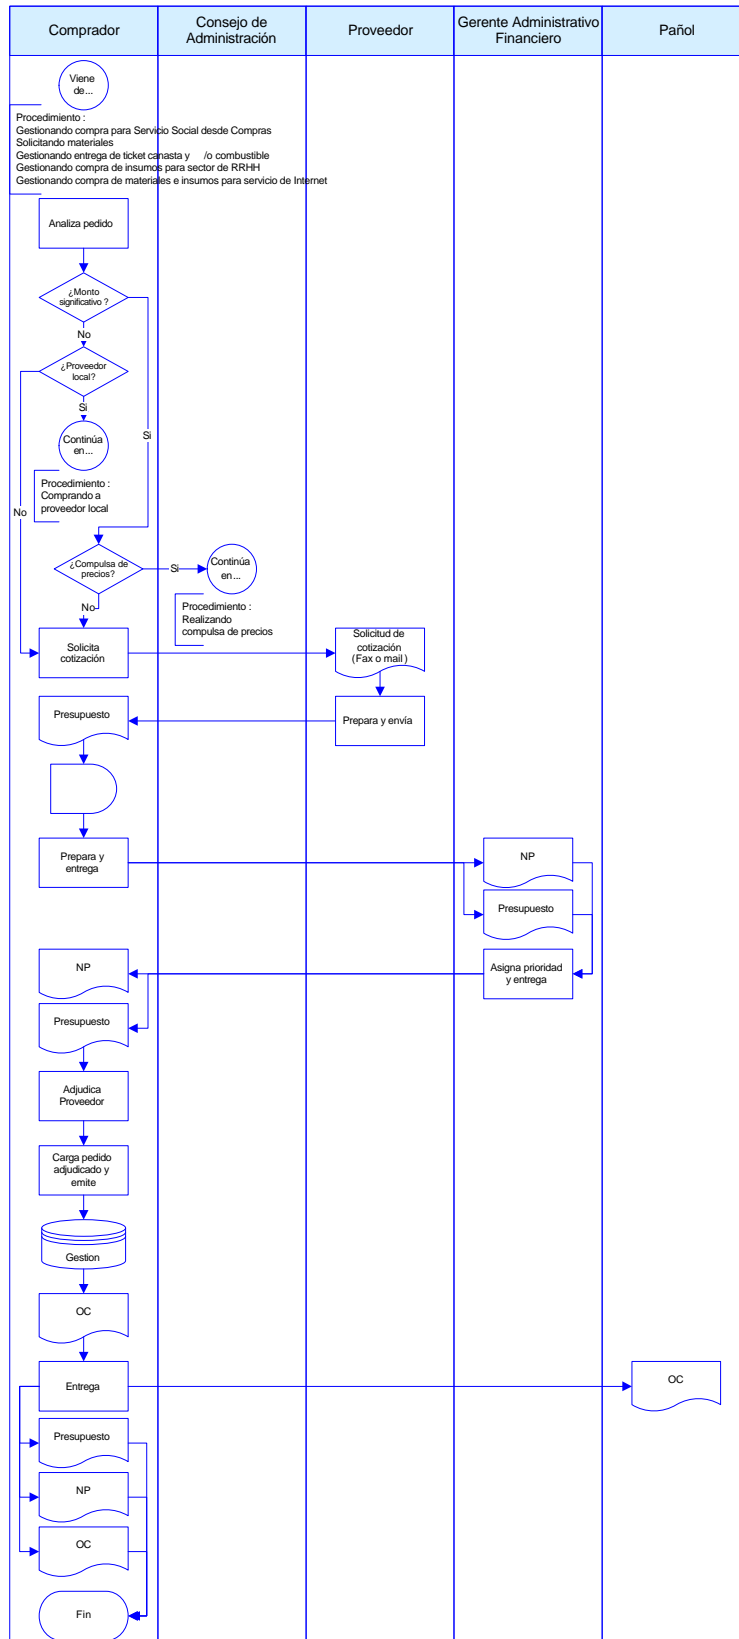 Comprador
Consejo de
Administración
Proveedor
Gerente Administrativo
Financiero
Pañol
Viene
de...
Procedimiento :
Gestionando compra para Servicio Social desde Compras
Solicitando materiales
Gestionando entrega de ticket canasta y /o combustible
Gestionando compra de insumos para sector de RRHH
Gestionando compra de materiales e insumos para servicio de Internet
Analiza pedido
¿Monto
significativo ?
No
¿Proveedor
local?
Si
Continúa
en...
Si
Procedimiento :
Comprando a
proveedor local
No
¿Compulsa de
precios?
Si
Continúa
en...
No
Procedimiento :
Realizando
compulsa de precios
Solicita
cotización
Solicitud de
cotización
(Fax o mail )
Presupuesto
Prepara y envía
Prepara y
entrega
NP
Presupuesto
NP
Asigna prioridad
y entrega
Presupuesto
Adjudica
Proveedor
Carga pedido
adjudicado y
emite
Gestion
OC
Entrega
OC
Presupuesto
NP
OC
Fin